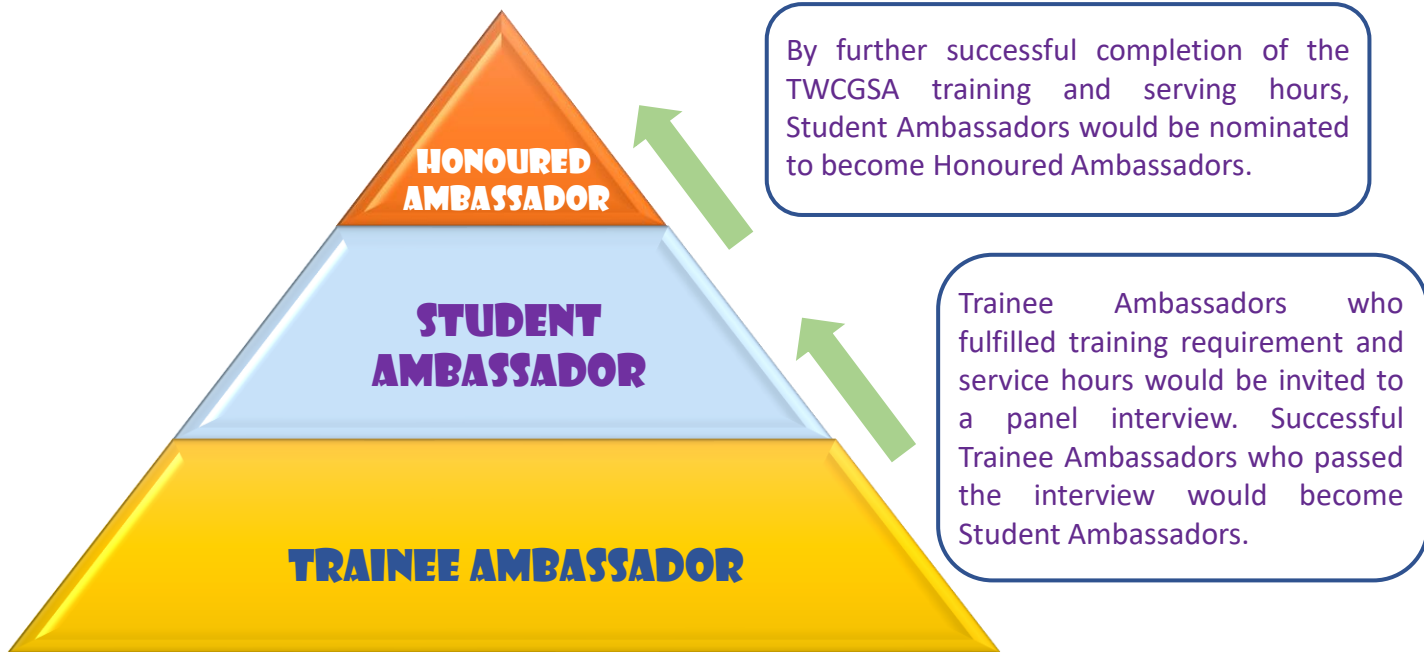 By further successful completion of the
TWCGSA training and serving hours,
Student Ambassadors would be nominated
to become Honoured Ambassadors.
HONOURED
AMBASSADOR
STUDENT
AMBASSADOR
Trainee Ambassadors who
fulfilled training requirement and
service hours would be invited to
a panel interview. Successful
Trainee Ambassadors who passed
the interview would become
Student Ambassadors.
TRAINEE AMBASSADOR